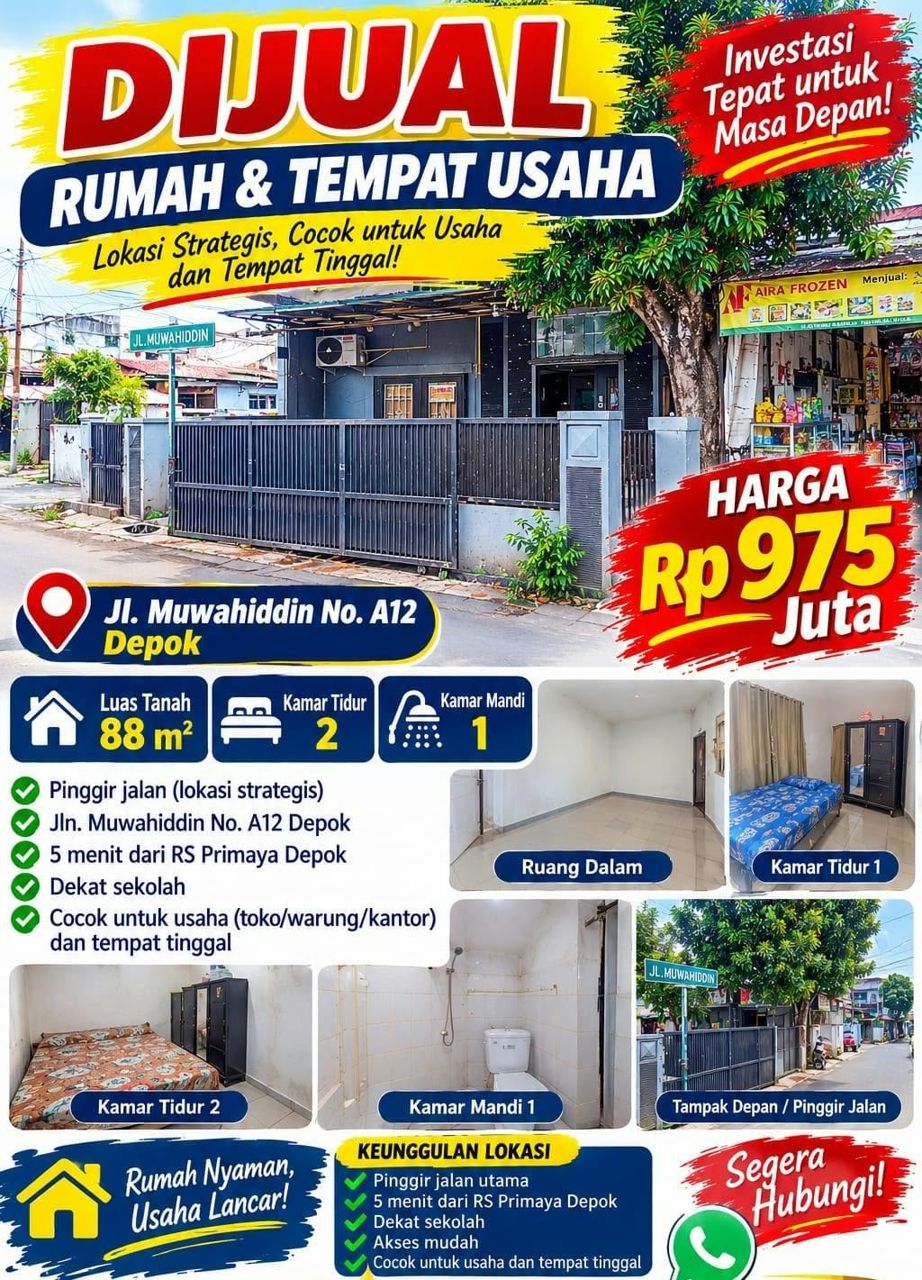 DIJUAL
RUMAH & TEMPAT USAHA
Lokasi Strategis, Cocok untuk Usaha
dan Tempat Tinggal!
Investasi
Tepat untuk
Masa Depan!
AF AIRA FROZEN
Menjual:
JL.MUWAHIDDIN
HARGA
Rp 975
Juta
Jl. Muwahiddin No. A12
Depok
Luas Tanah
88 m²
Kamar Tidur
2
Kamar Mandi
1
Pinggir jalan (lokasi strategis)
Jln. Muwahiddin No. A12 Depok
5 menit dari RS Primaya Depok
Dekat sekolah
Cocok untuk usaha (toko/warung/kantor)
dan tempat tinggal
Ruang Dalam
Kamar Tidur 1
Kamar Tidur 2
Kamar Mandi 1
JL.MUWAHIDDIN
Tampak Depan / Pinggir Jalan
Rumah Nyaman,
Usaha Lancar!
KEUNGGULAN LOKASI
Pinggir jalan utama
5 menit dari RS Primaya Depok
Dekat sekolah
Akses mudah
Cocok untuk usaha dan tempat tinggal
Segera
Hubungi!